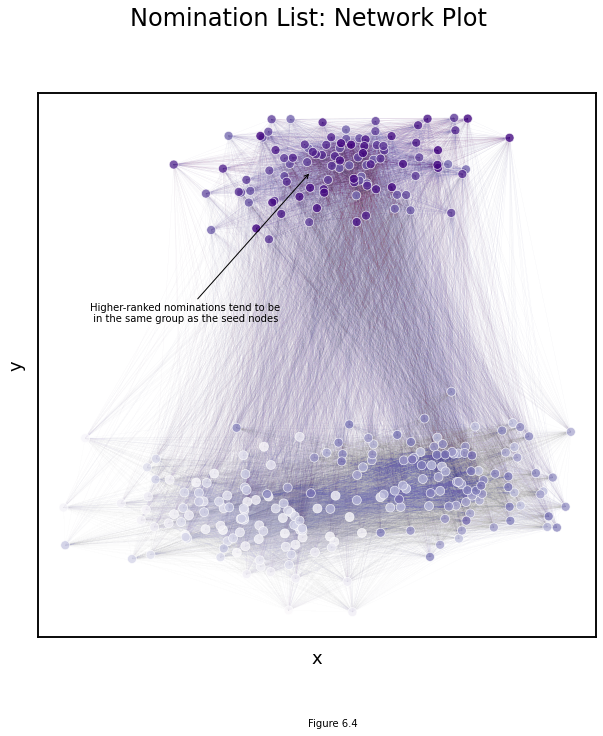 Nomination List: Network Plot
Higher-ranked nominations tend to be
in the same group as the seed nodes
y
x
Figure 6.4